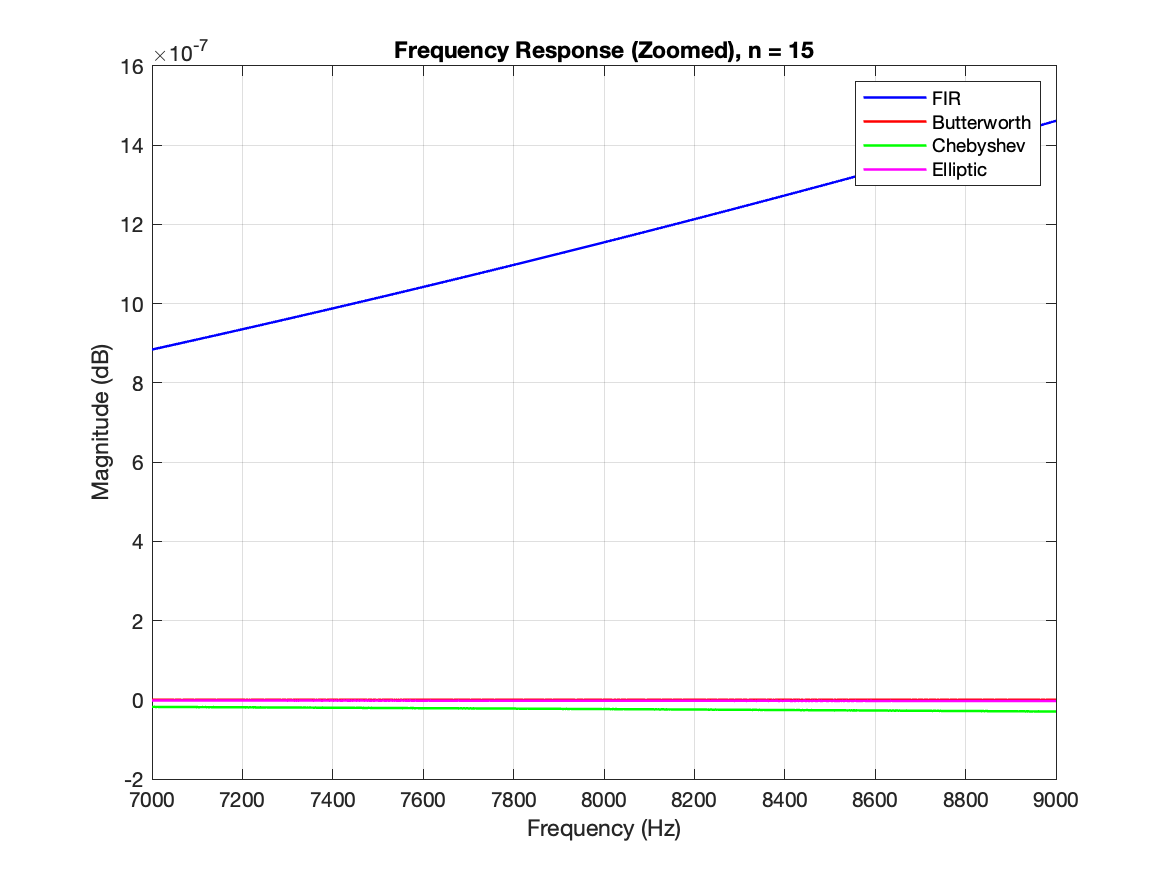 Frequency Response (Zoomed), n = 15
×10⁻⁷
16
14
12
10
8
6
4
2
0
-2
Magnitude (dB)
FIR
Butterworth
Chebyshev
Elliptic
7000 7200 7400 7600 7800 8000 8200 8400 8600 8800 9000
Frequency (Hz)